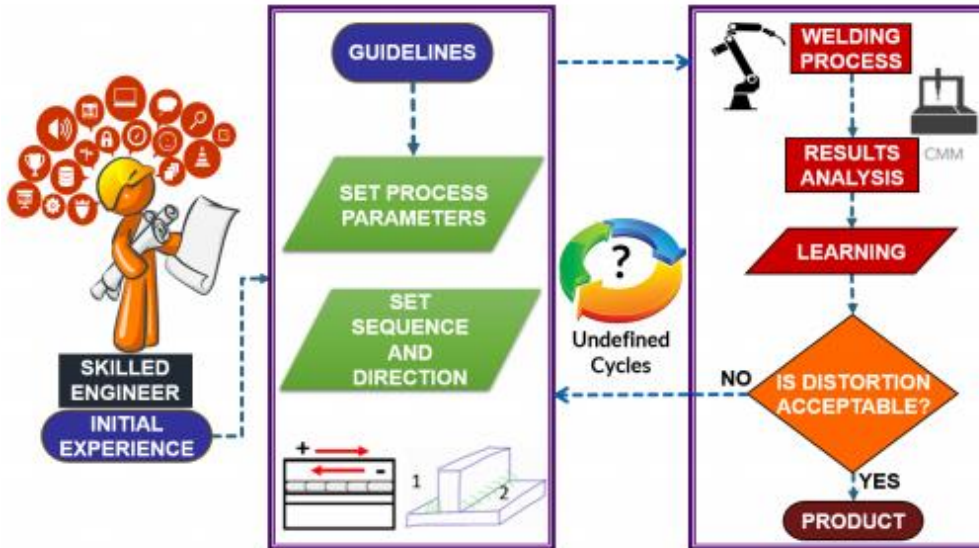 GUIDELINES
SET PROCESS
PARAMETERS
SET
SEQUENCE
AND
DIRECTION
+
-
1
2
SKILLED
ENGINEER
INITIAL
EXPERIENCE
?
Undefined
Cycles
WELDING
PROCESS
CMM
RESULTS
ANALYSIS
LEARNING
IS DISTORTION
ACCEPTABLE?
NO
YES
PRODUCT